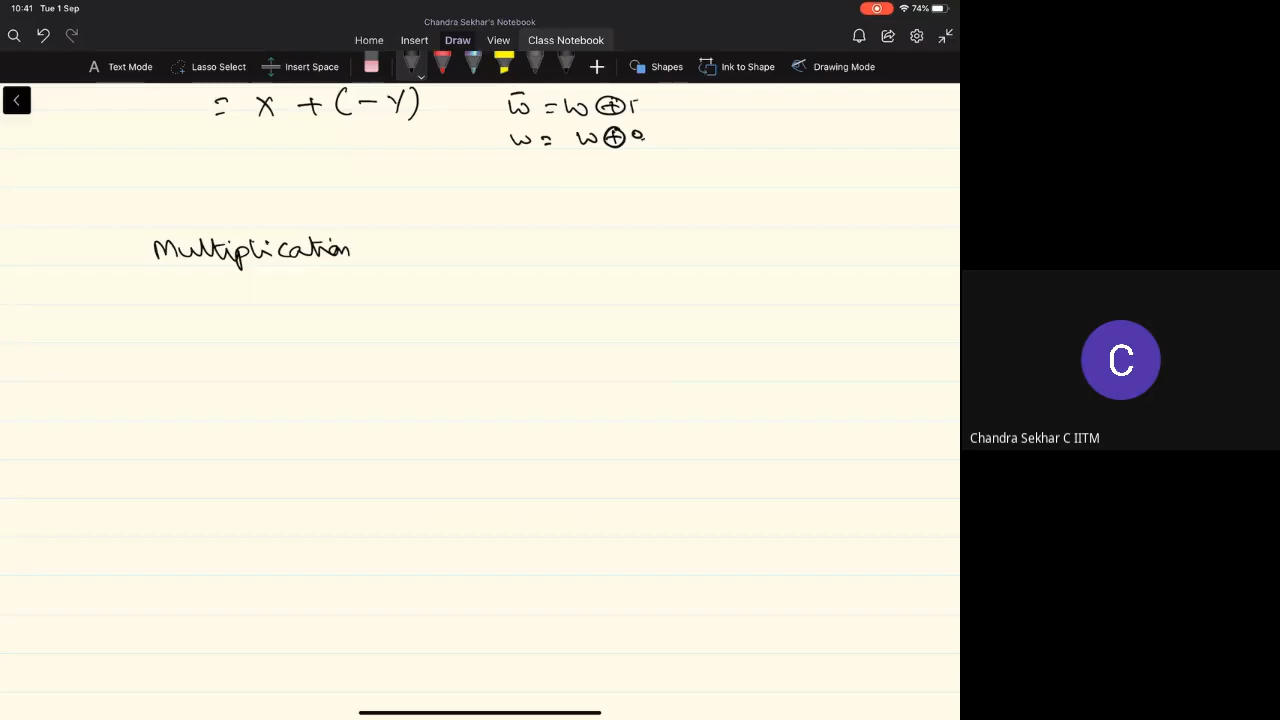 10:41 Tue 1 Sep
74%
Chandra Sekhar's Notebook
Home Insert Draw View Class Notebook
Text Mode Lasso Select Insert Space Shapes Ink to Shape Drawing Mode
= X + (-Y)
w̄ = w ⊕ 1
w = w ⊕ 0
Multiplication
C
Chandra Sekhar C IITM